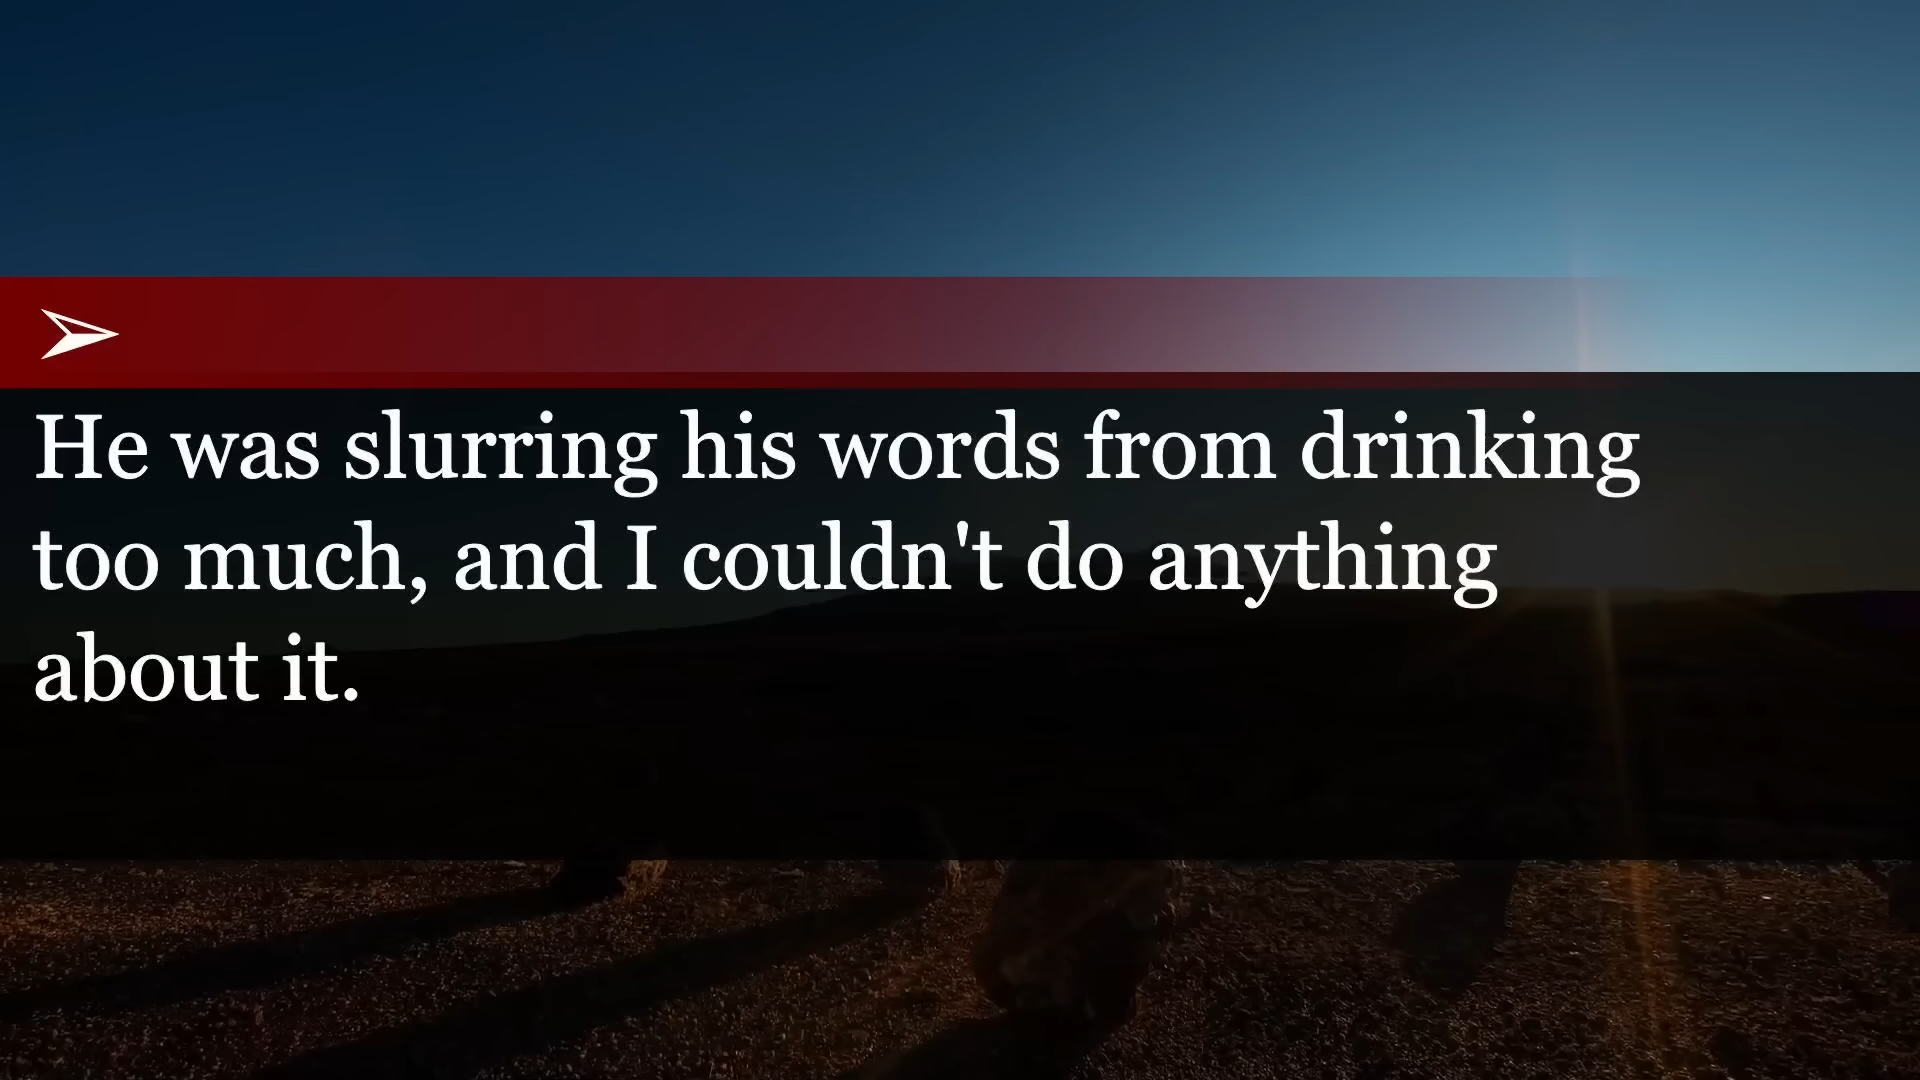 He was slurring his words from drinking
too much, and I couldn't do anything
about it.